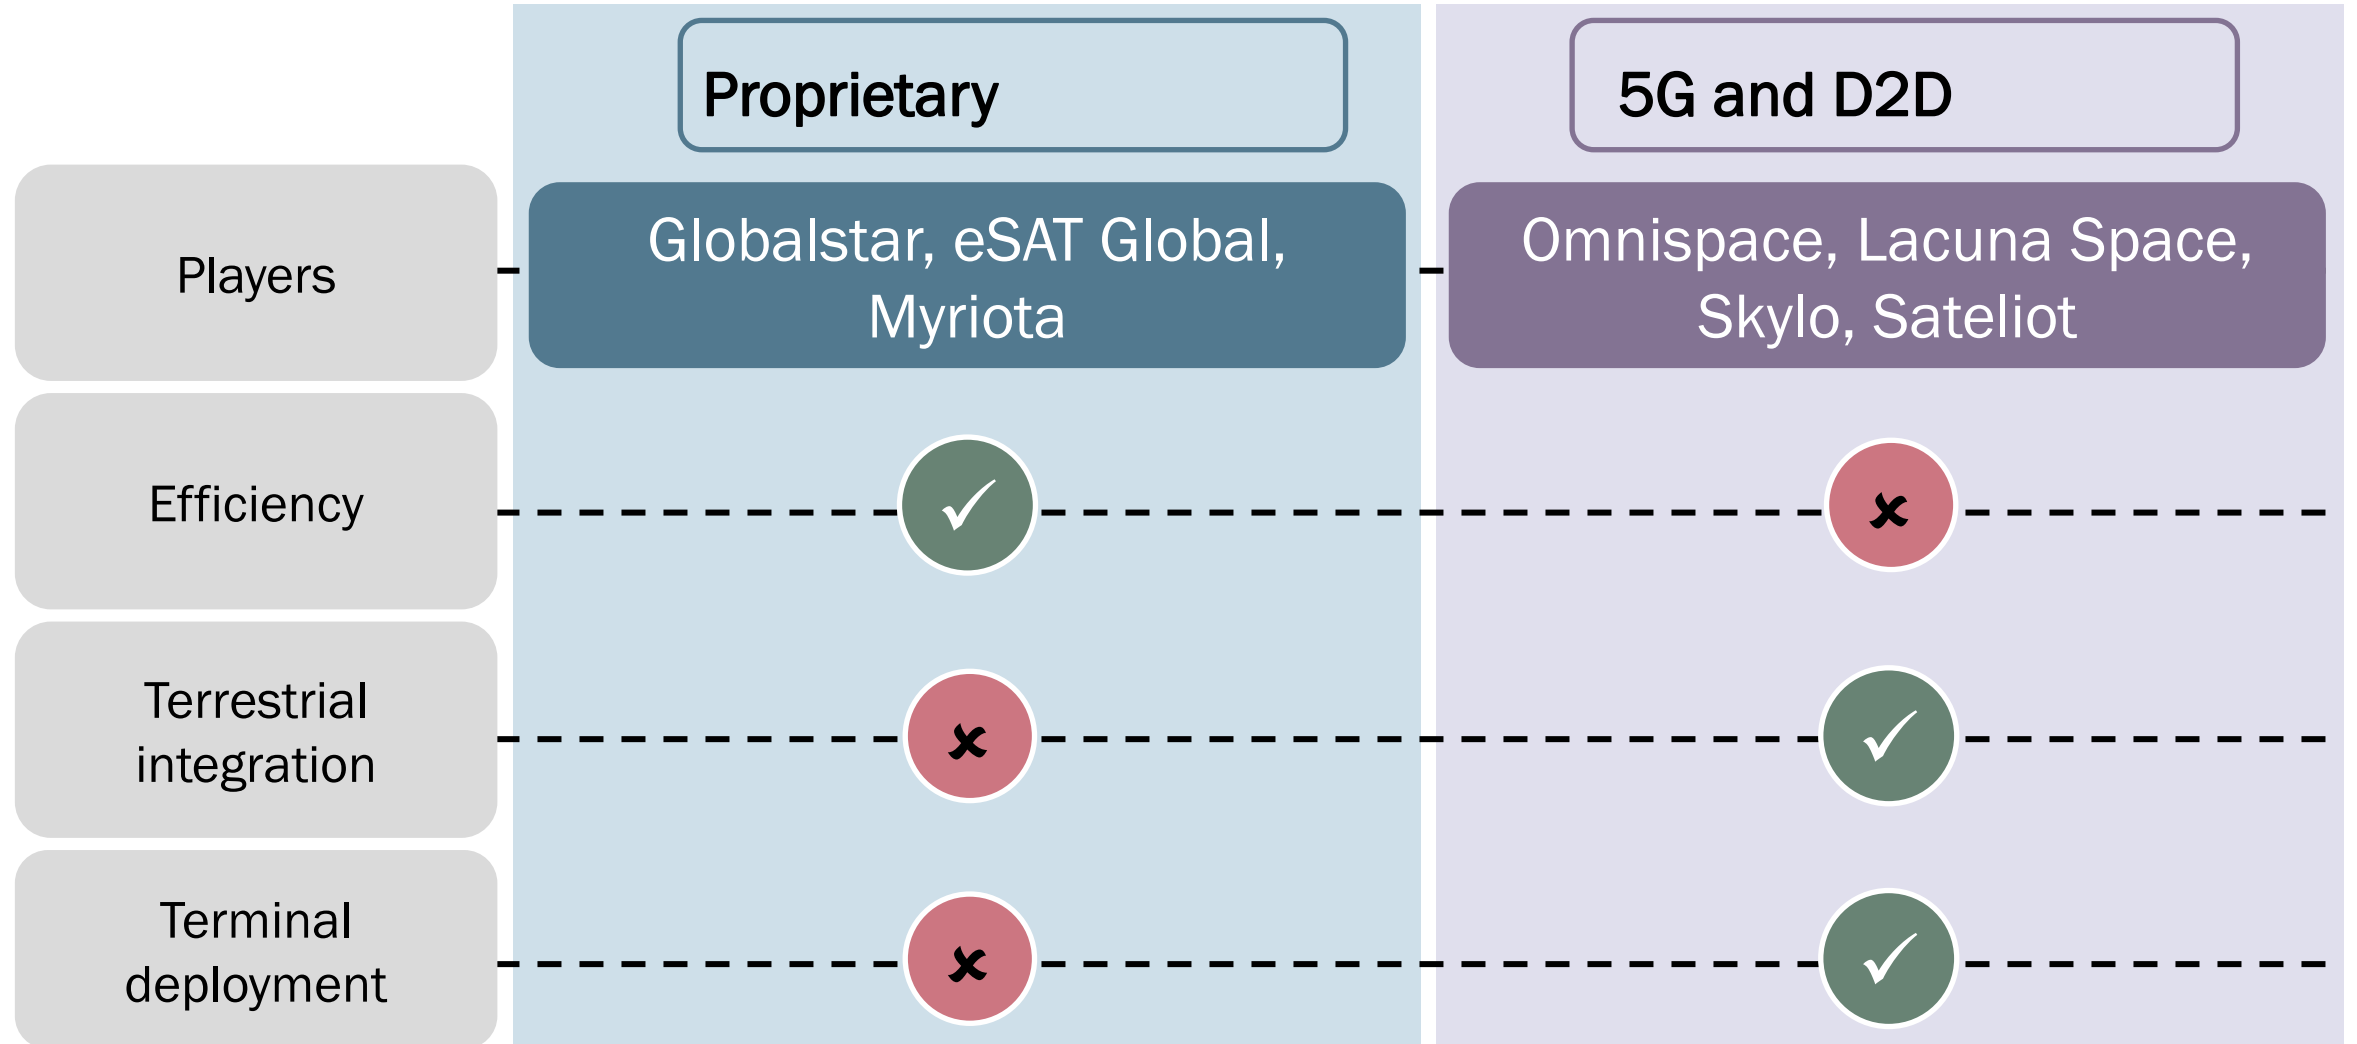 Proprietary
5G and D2D
Players
Globalstar, eSAT Global,
Myriota
Omnispace, Lacuna Space,
Skylo, Sateliot
Efficiency
✓
✘
Terrestrial
integration
✘
✓
Terminal
deployment
✘
✓